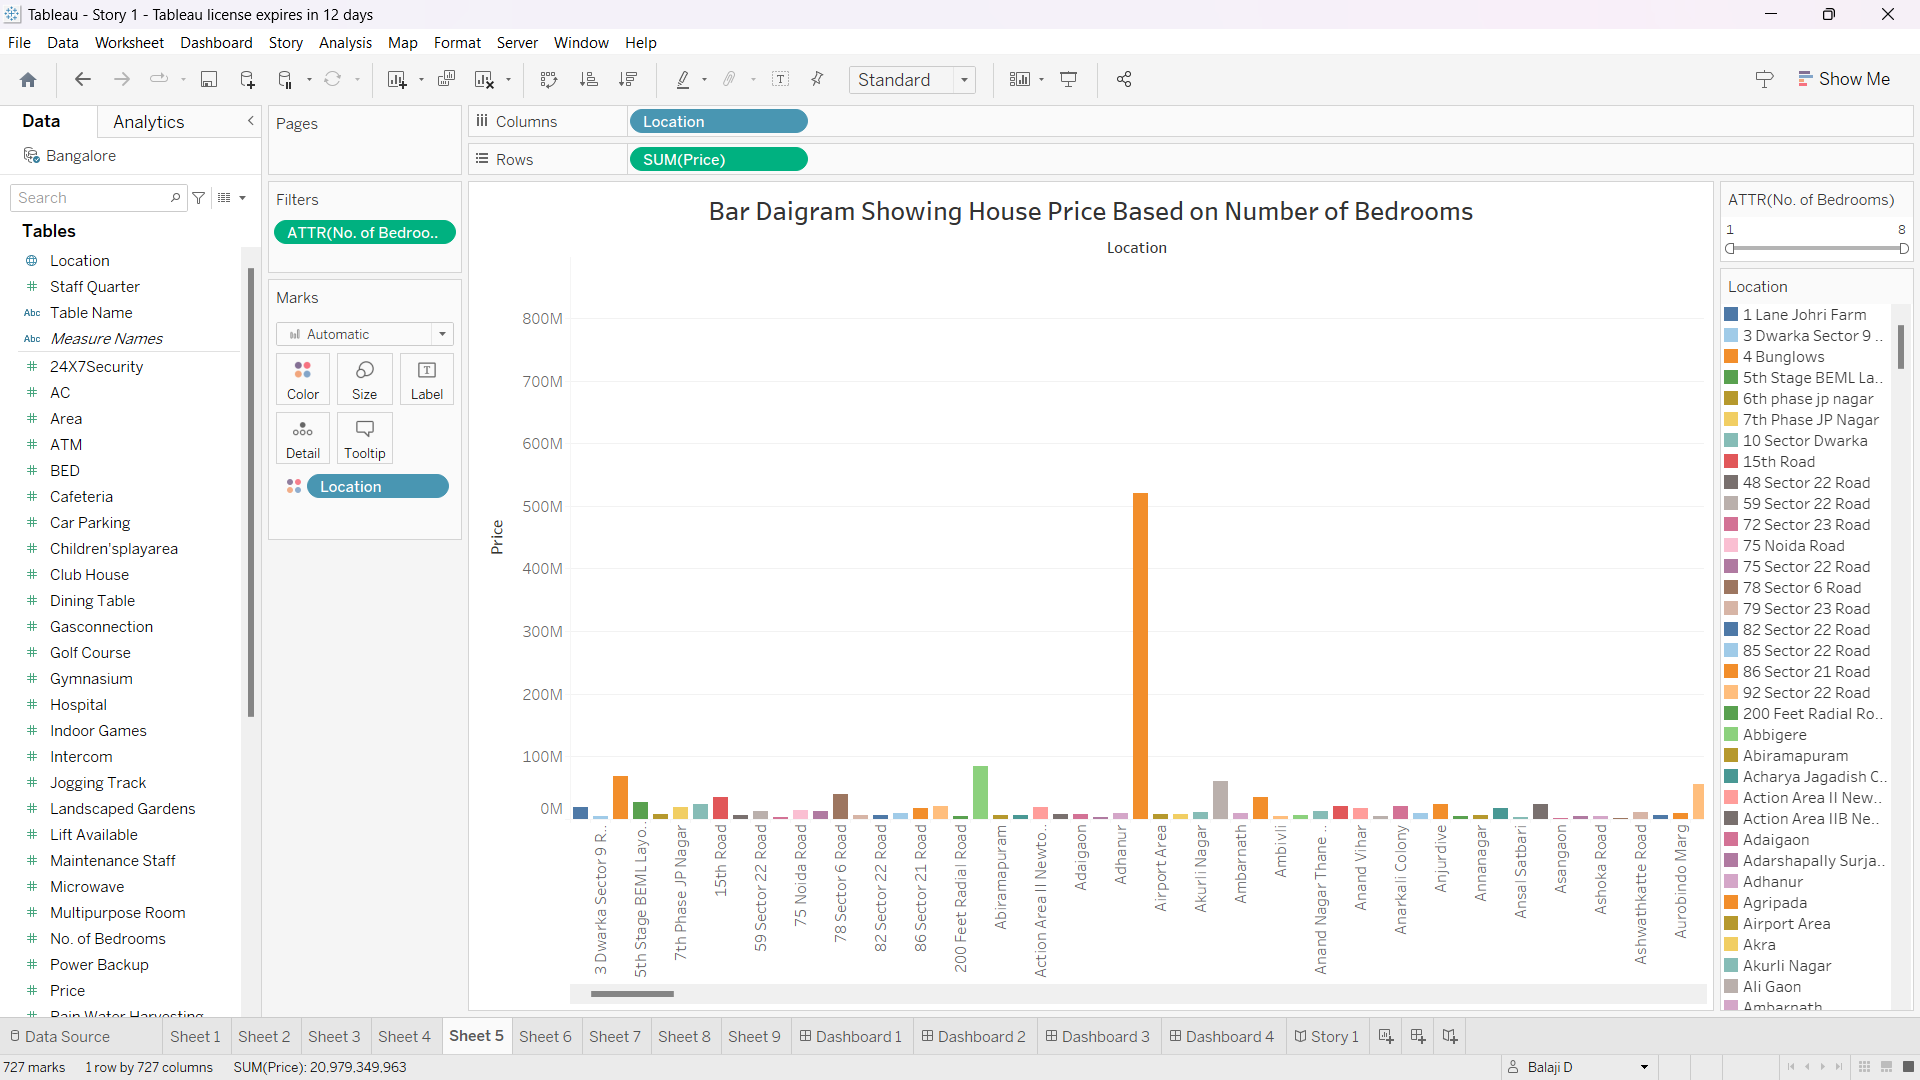 Tableau - Story 1 - Tableau license expires in 12 days
File Data Worksheet Dashboard Story Analysis Map Format Server Window Help
Standard
Show Me
Data Analytics
Bangalore
Search
Tables
Location
Staff Quarter
Abc Table Name
Abc Measure Names
24X7Security
AC
Area
ATM
BED
Cafeteria
Car Parking
Children'splayarea
Club House
Dining Table
Gasconnection
Golf Course
Gymnasium
Hospital
Indoor Games
Intercom
Jogging Track
Landscaped Gardens
Lift Available
Maintenance Staff
Microwave
Multipurpose Room
No. of Bedrooms
Power Backup
Price
Rain Water Harvesting
Pages
Filters
ATTR(No. of Bedroo..
Marks
Automatic
Color Size Label
Detail Tooltip
Location
Columns Location
Rows SUM(Price)
Bar Daigram Showing House Price Based on Number of Bedrooms
Location
Price
800M
700M
600M
500M
400M
300M
200M
100M
0M
3 Dwarka Sector 9 R..
5th Stage BEML Layo..
7th Phase JP Nagar
15th Road
59 Sector 22 Road
75 Noida Road
78 Sector 6 Road
82 Sector 22 Road
86 Sector 21 Road
200 Feet Radial Road
Abiramapuram
Action Area II Newto..
Adaigaon
Adhanur
Airport Area
Akurli Nagar
Ambarnath
Ambivli
Anand Nagar Thane ..
Anand Vihar
Anarkali Colony
Anjurdive
Annanagar
Ansal Satbari
Asangaon
Ashoka Road
Ashwathkatte Road
Aurobindo Marg
ATTR(No. of Bedrooms)
1 8
Location
1 Lane Johri Farm
3 Dwarka Sector 9 ..
4 Bunglows
5th Stage BEML La..
6th phase jp nagar
7th Phase JP Nagar
10 Sector Dwarka
15th Road
48 Sector 22 Road
59 Sector 22 Road
72 Sector 23 Road
75 Noida Road
75 Sector 22 Road
78 Sector 6 Road
79 Sector 23 Road
82 Sector 22 Road
85 Sector 22 Road
86 Sector 21 Road
92 Sector 22 Road
200 Feet Radial Ro..
Abbigere
Abiramapuram
Acharya Jagadish C..
Action Area II New..
Action Area IIB Ne..
Adaigaon
Adarshapally Surja..
Adhanur
Agripada
Airport Area
Akra
Akurli Nagar
Ali Gaon
Ambarnath
Data Source Sheet 1 Sheet 2 Sheet 3 Sheet 4 Sheet 5 Sheet 6 Sheet 7 Sheet 8 Sheet 9 Dashboard 1 Dashboard 2 Dashboard 3 Dashboard 4 Story 1
727 marks 1 row by 727 columns SUM(Price): 20,979,349,963
Balaji D